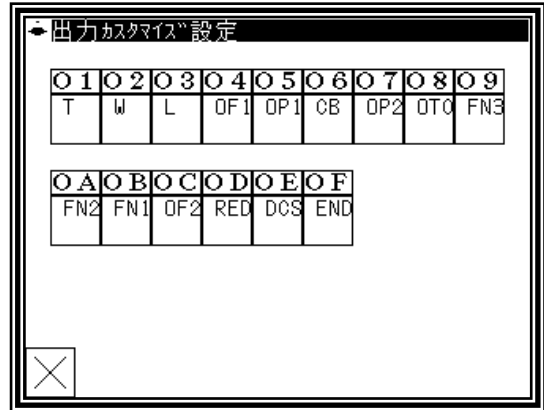 出力ｶｽﾀﾏｲｽﾞ設定
O1 O2 O3 O4 O5 O6 O7 O8 O9
T W L OF1 OP1 CB OP2 OT0 FN3
OA OB OC OD OE OF
FN2 FN1 OF2 RED DCS END